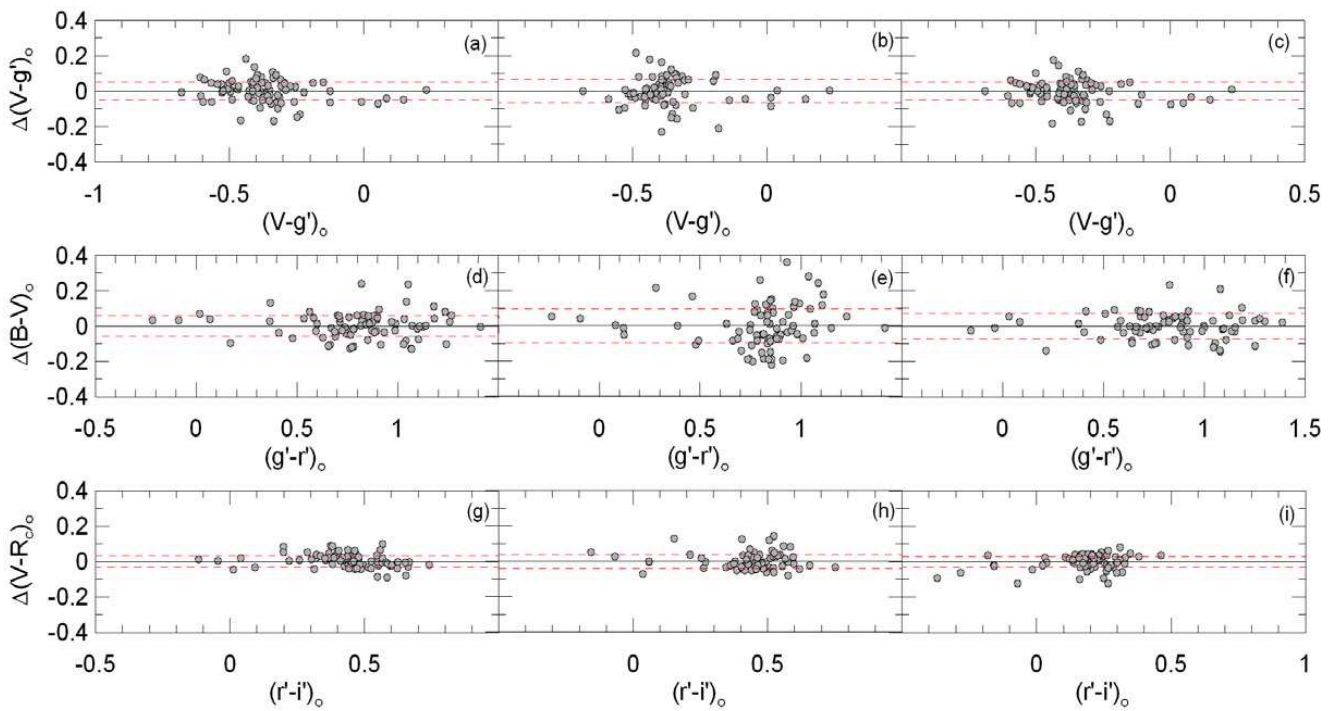 0.4
0.2
0
-0.2
-0.4
Δ(V-g')₀
(a)
(b)
(c)
-1 -0.5 0 -0.5 0 -0.5 0 0.5
(V-g')₀ (V-g')₀ (V-g')₀
0.4
0.2
0
-0.2
-0.4
Δ(B-V)₀
(d)
(e)
(f)
-0.5 0 0.5 1 0 0.5 1 0 0.5 1 1.5
(g'-r')₀ (g'-r')₀ (g'-r')₀
0.4
0.2
0
-0.2
-0.4
Δ(V-R_c)₀
(g)
(h)
(i)
-0.5 0 0.5 0 0.5 0 0.5 1
(r'-i')₀ (r'-i')₀ (r'-i')₀